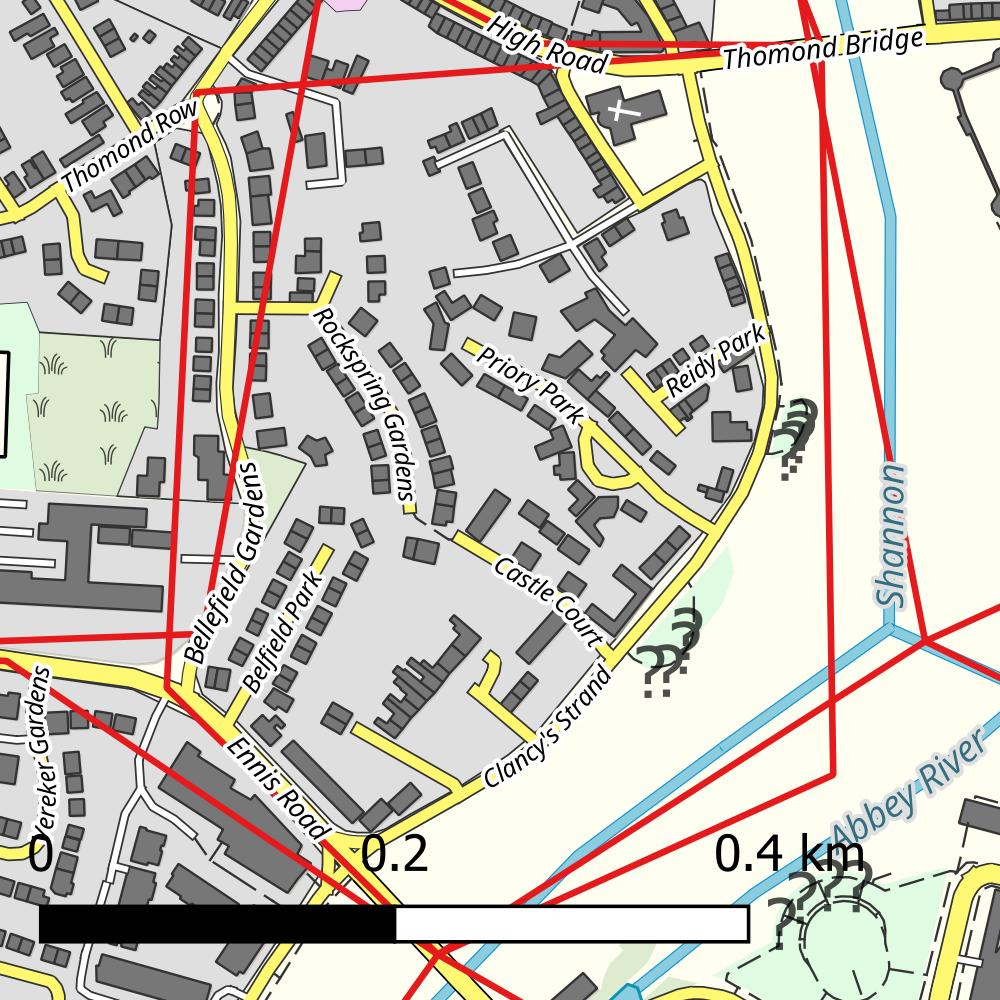 High Road
Thomond Bridge
Thomond Row
Rockspring Gardens
Priory Park
Reidy Park
Shannon
Bellefield Gardens
Belfield Park
Castle Court
Clancy's Strand
Vereker Gardens
Ennis Road
Abbey River
0 0.2 0.4 km